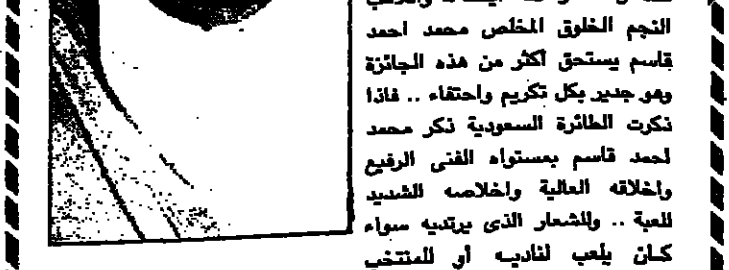 النجم الخلوق المخلص محمد احمد
قاسم يستحق أكثر من هذه الجائزة
وهو جدير بكل تكريم واحتفاء .. فاذا
ذكرت الطائرة السعودية ذكر محمد
احمد قاسم بمستواه الفنى الرفيع
واخلاقه العالية واخلاصه الشديد
للعبة .. وللشعار الذى يرتديه سواء
كان يلعب لناديه أو للمنتخب